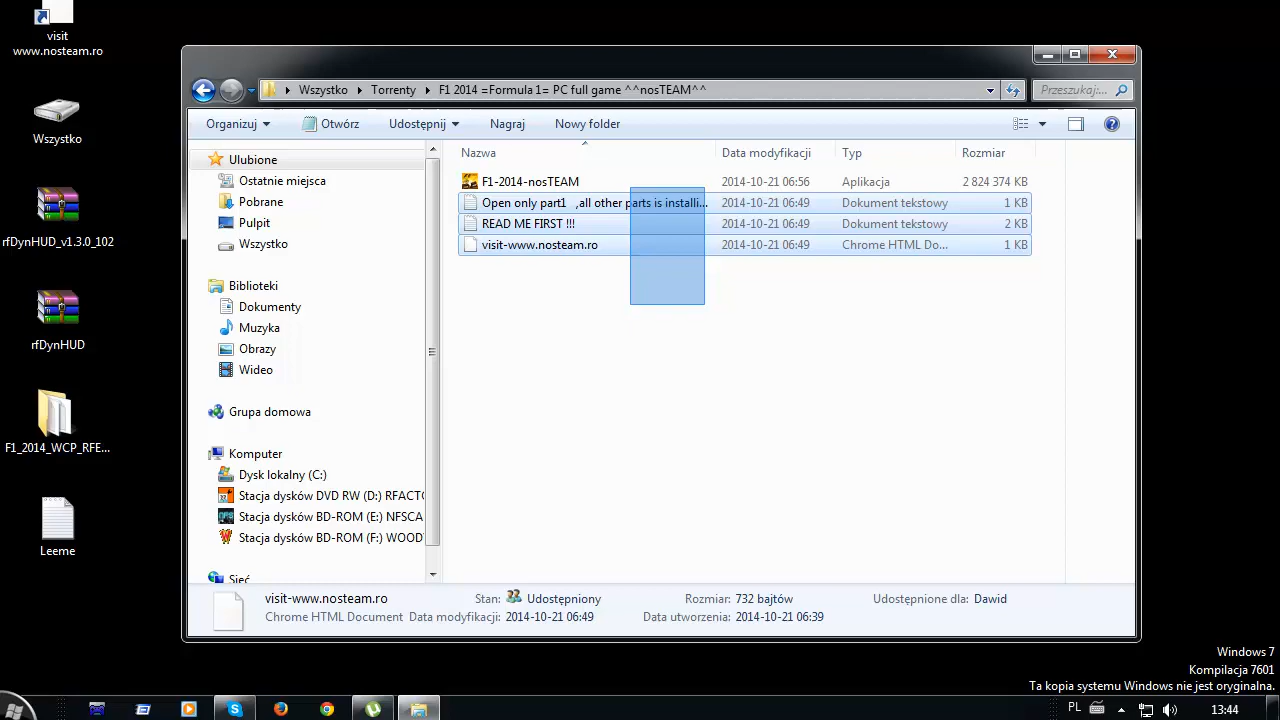 visit
www.nosteam.ro
Wszystko
rfDynHUD_v1.3.0_102
rfDynHUD
F1_2014_WCP_RFE...
Leeme
Wszystko
Torrenty
F1 2014 =Formula 1= PC full game ^^nosTEAM^^
Przeszukaj:...
Organizuj
Otwórz
Udostępnij
Nagraj
Nowy folder
Ulubione
Ostatnie miejsca
Pobrane
Pulpit
Wszystko
Biblioteki
Dokumenty
Muzyka
Obrazy
Wideo
Grupa domowa
Komputer
Dysk lokalny (C:)
Stacja dysków DVD RW (D:) RFACTO
Stacja dysków BD-ROM (E:) NFSCA
Stacja dysków BD-ROM (F:) WOOD
Sieć
Nazwa Data modyfikacji Typ Rozmiar
F1-2014-nosTEAM 2014-10-21 06:56 Aplikacja 2 824 374 KB
Open only part1 ,all other parts is installi... 2014-10-21 06:49 Dokument tekstowy 1 KB
READ ME FIRST !!! 2014-10-21 06:49 Dokument tekstowy 2 KB
visit-www.nosteam.ro 2014-10-21 06:49 Chrome HTML Do... 1 KB
visit-www.nosteam.ro Stan: Udostępniony Rozmiar: 732 bajtów Udostępnione dla: Dawid
Chrome HTML Document Data modyfikacji: 2014-10-21 06:49 Data utworzenia: 2014-10-21 06:39
Windows 7
Kompilacja 7601
Ta kopia systemu Windows nie jest oryginalna.
PL 13:44